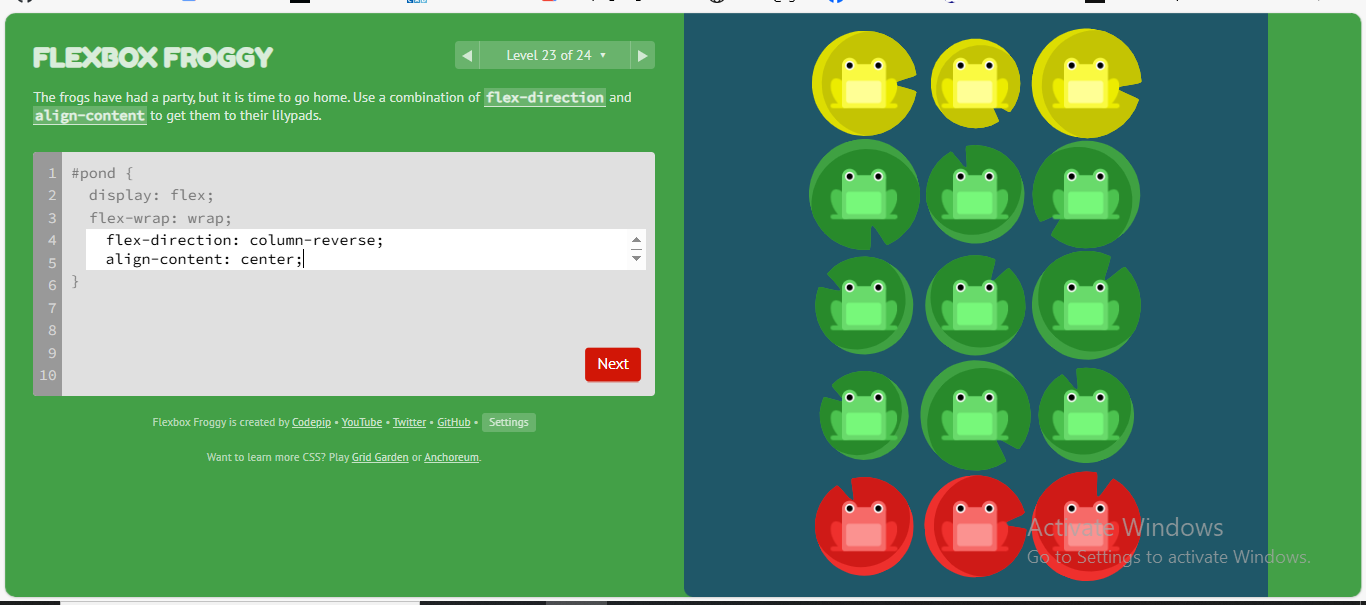 FLEXBOX FROGGY
◀ Level 23 of 24 ▾ ▶
The frogs have had a party, but it is time to go home. Use a combination of flex-direction and
align-content to get them to their lilypads.
1 #pond {
2 display: flex;
3 flex-wrap: wrap;
4 flex-direction: column-reverse;
5 align-content: center;
6 }
7
8
9
10
Next
Flexbox Froggy is created by Codepip • YouTube • Twitter • GitHub • Settings
Want to learn more CSS? Play Grid Garden or Anchoreum.
Activate Windows
Go to Settings to activate Windows.